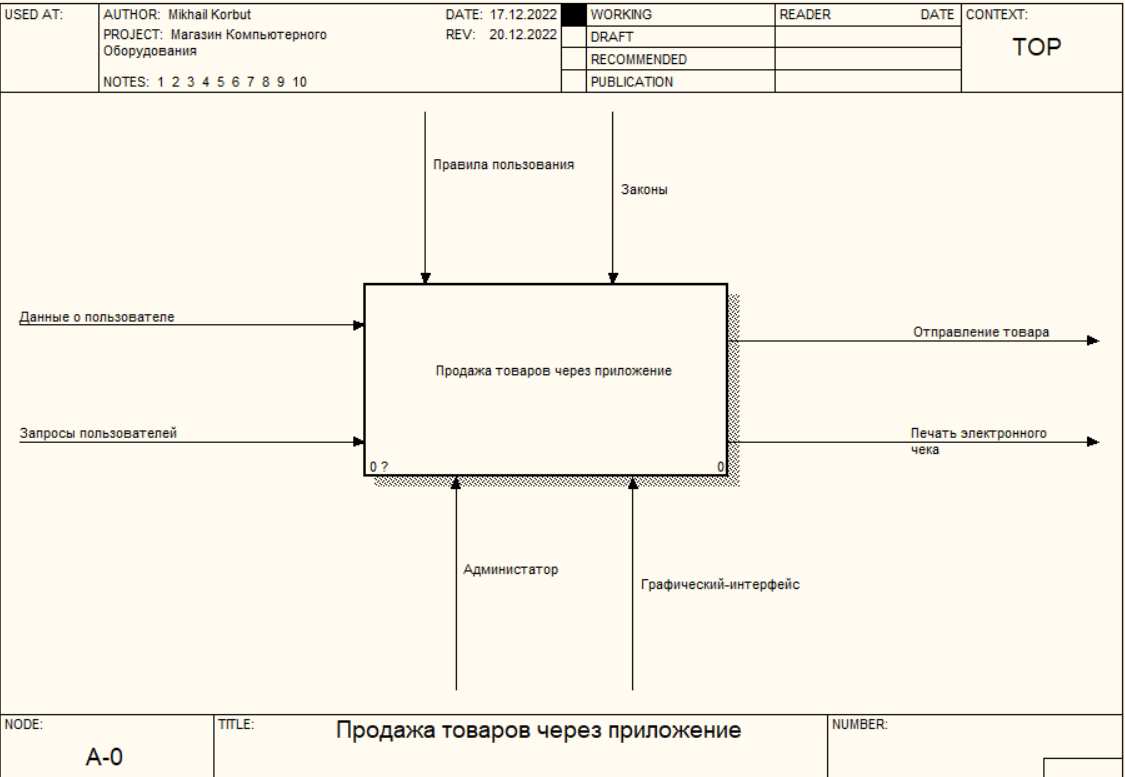 USED AT:
AUTHOR: Mikhail Korbut
DATE: 17.12.2022
PROJECT: Магазин Компьютерного
Оборудования
REV: 20.12.2022
NOTES: 1 2 3 4 5 6 7 8 9 10
WORKING
DRAFT
RECOMMENDED
PUBLICATION
READER
DATE
CONTEXT:
TOP
Правила пользования
Законы
Данные о пользователе
Отправление товара
Продажа товаров через приложение
Запросы пользователей
Печать электронного
чека
0 ?
0
Администатор
Графический-интерфейс
NODE:
A-0
TITLE:
Продажа товаров через приложение
NUMBER: